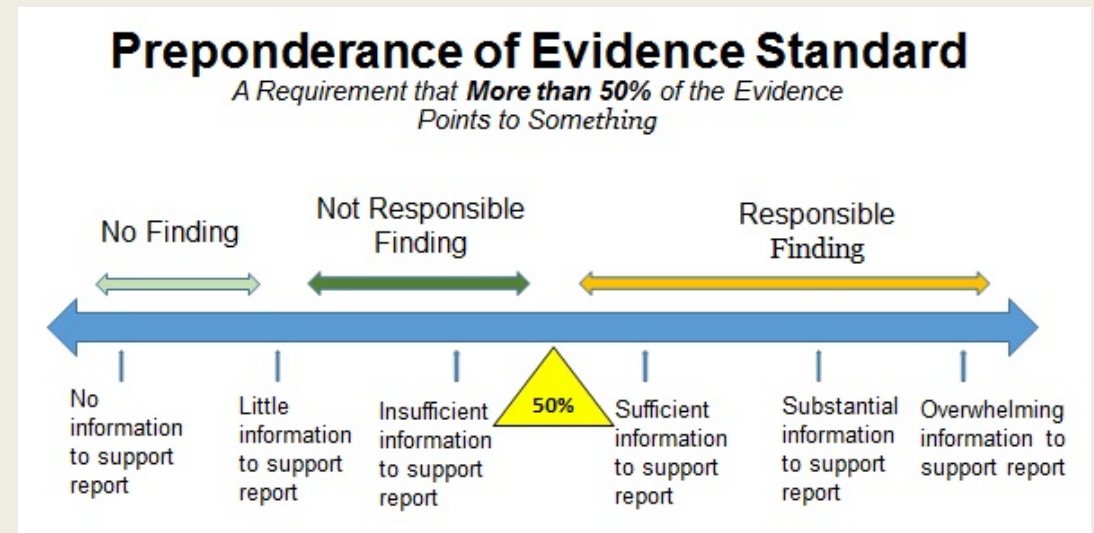 Preponderance of Evidence Standard
A Requirement that More than 50% of the Evidence
Points to Something
No Finding
Not Responsible
Finding
Responsible
Finding
No
information
to support
report
Little
information
to support
report
Insufficient
information
to support
report
50%
Sufficient
information
to support
report
Substantial
information
to support
report
Overwhelming
information to
support report